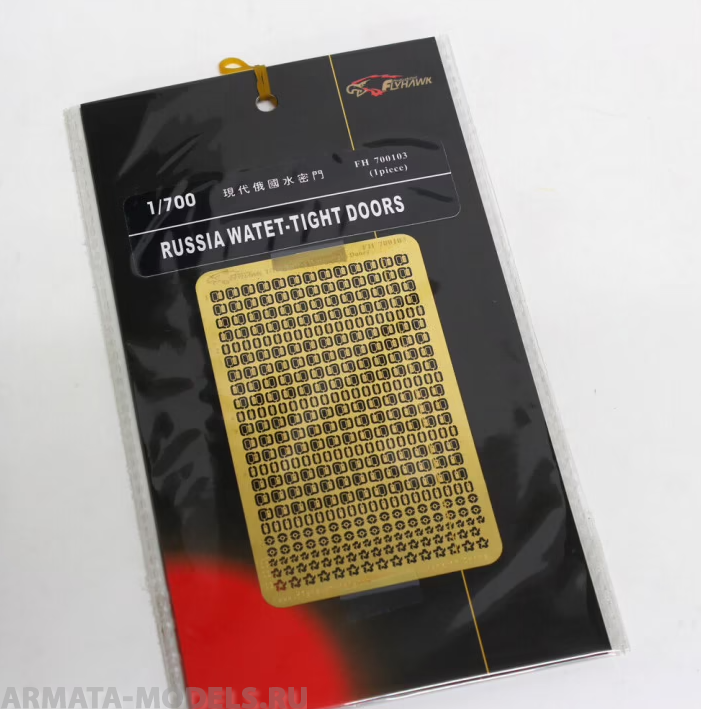 FLYHAWK
1/700 現代俄國水密門 FH 700103
(1piece)
RUSSIA WATET-TIGHT DOORS
ARMATA-MODELS.RU